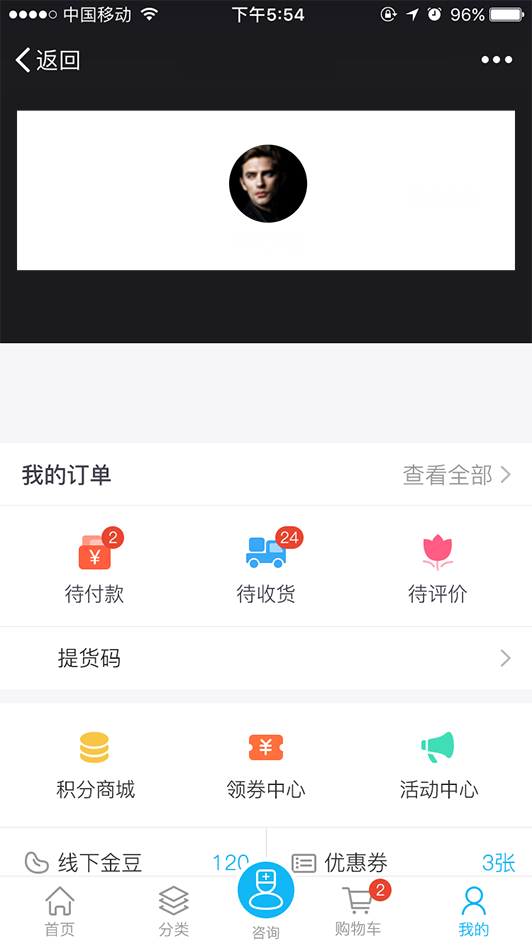 中国移动 下午5:54 96%
返回
我的订单 查看全部
2 24
¥
待付款 待收货 待评价
提货码
¥
积分商城 领券中心 活动中心
线下金豆 120 优惠券 3张
2
首页 分类 咨询 购物车 我的